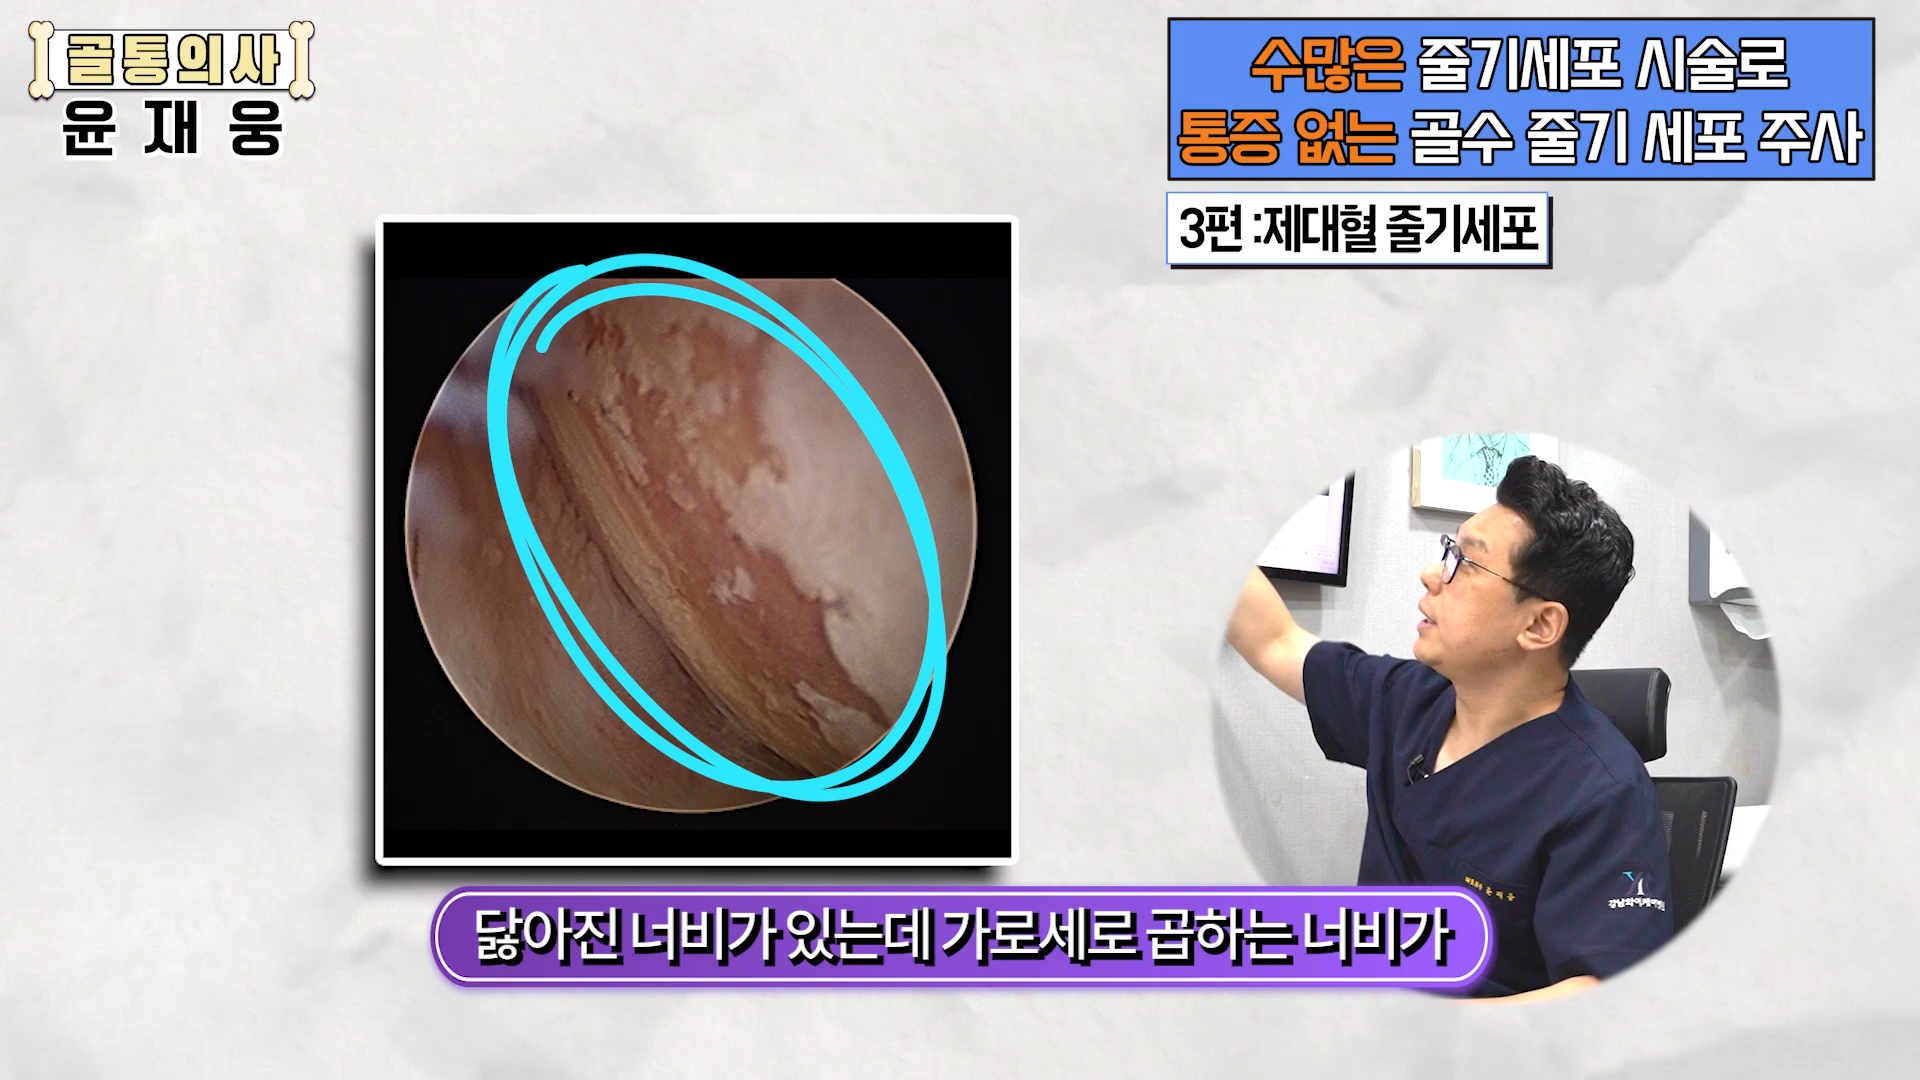 골통의사
윤재웅
수많은 줄기세포 시술로
통증 없는 골수 줄기 세포 주사
3편 :제대혈 줄기세포
닳아진 너비가 있는데 가로세로 곱하는 너비가